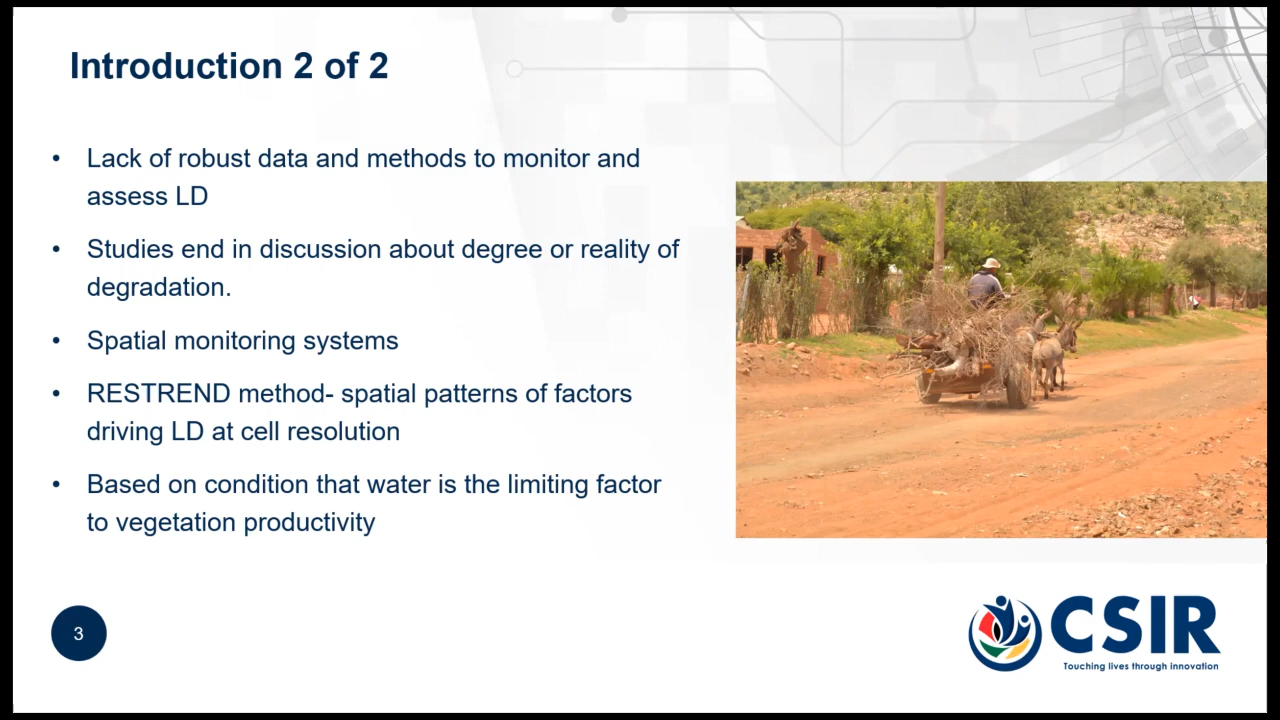 Introduction 2 of 2
• Lack of robust data and methods to monitor and
assess LD
• Studies end in discussion about degree or reality of
degradation.
• Spatial monitoring systems
• RESTREND method- spatial patterns of factors
driving LD at cell resolution
• Based on condition that water is the limiting factor
to vegetation productivity
3
CSIR
Touching lives through innovation